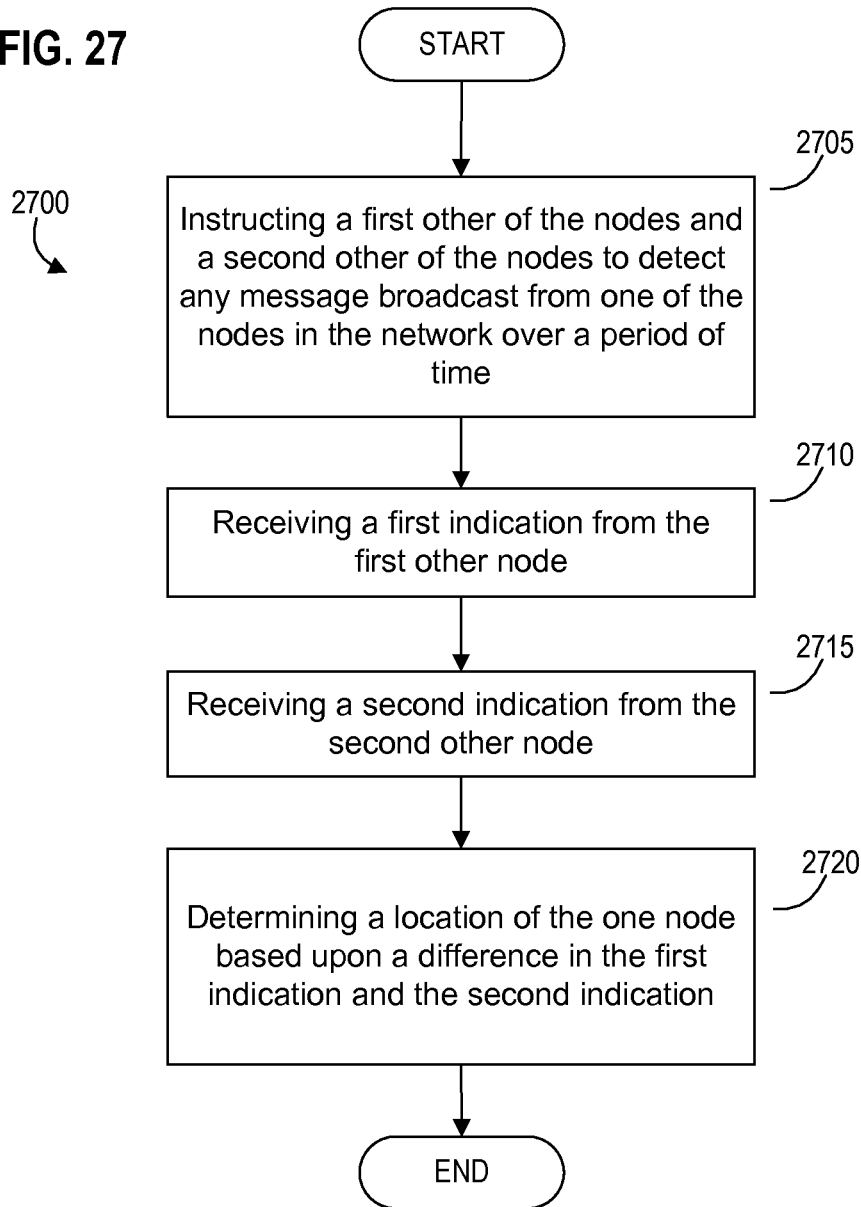 FIG. 27
START
2700
2705
Instructing a first other of the nodes and
a second other of the nodes to detect
any message broadcast from one of the
nodes in the network over a period of
time
2710
Receiving a first indication from the
first other node
2715
Receiving a second indication from the
second other node
2720
Determining a location of the one node
based upon a difference in the first
indication and the second indication
END